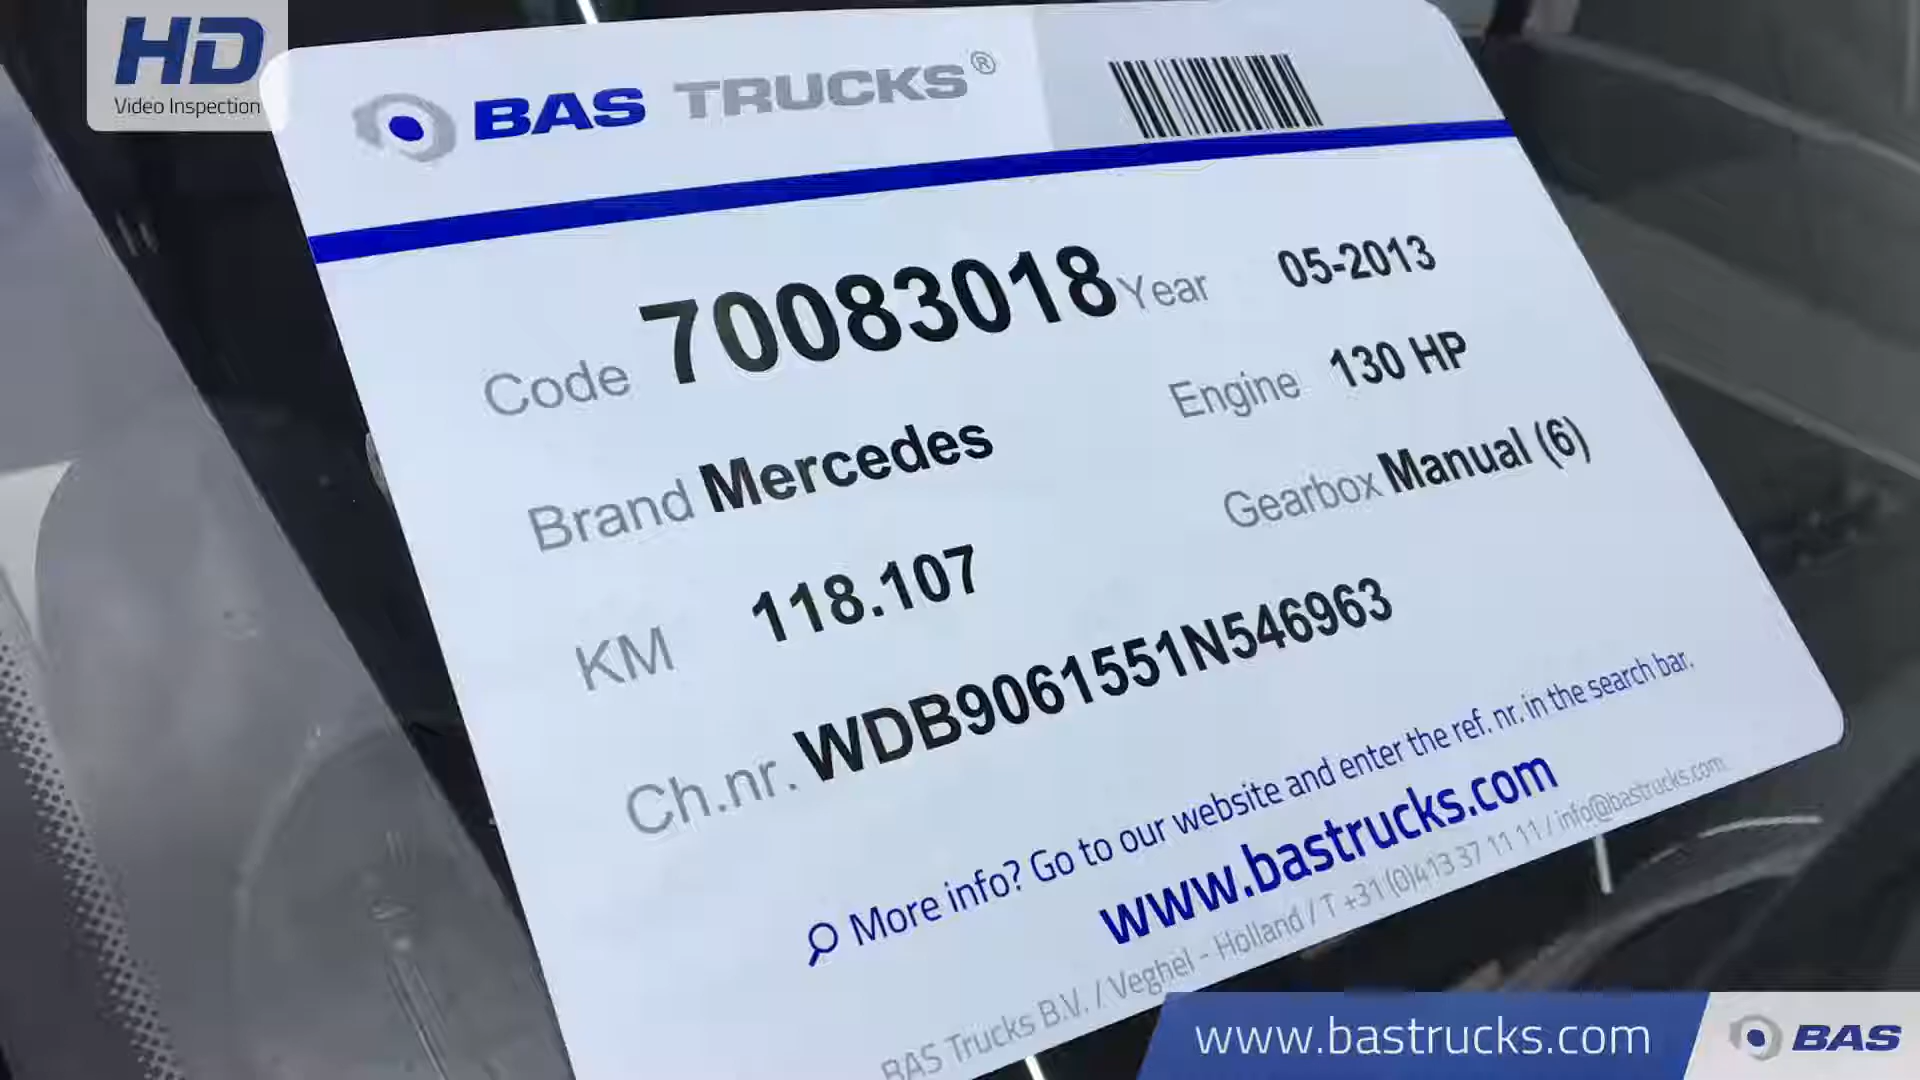 HD
Video Inspection
BAS TRUCKS®
Code 70083018 Year 05-2013
Brand Mercedes Engine 130 HP
KM 118.107 Gearbox Manual (6)
Ch.nr. WDB9061551N546963
More info? Go to our website and enter the ref. nr. in the search bar.
www.bastrucks.com
BAS Trucks B.V. / Veghel - Holland / T +31 (0)413 37 11 11 / info@bastrucks.com
www.bastrucks.com BAS